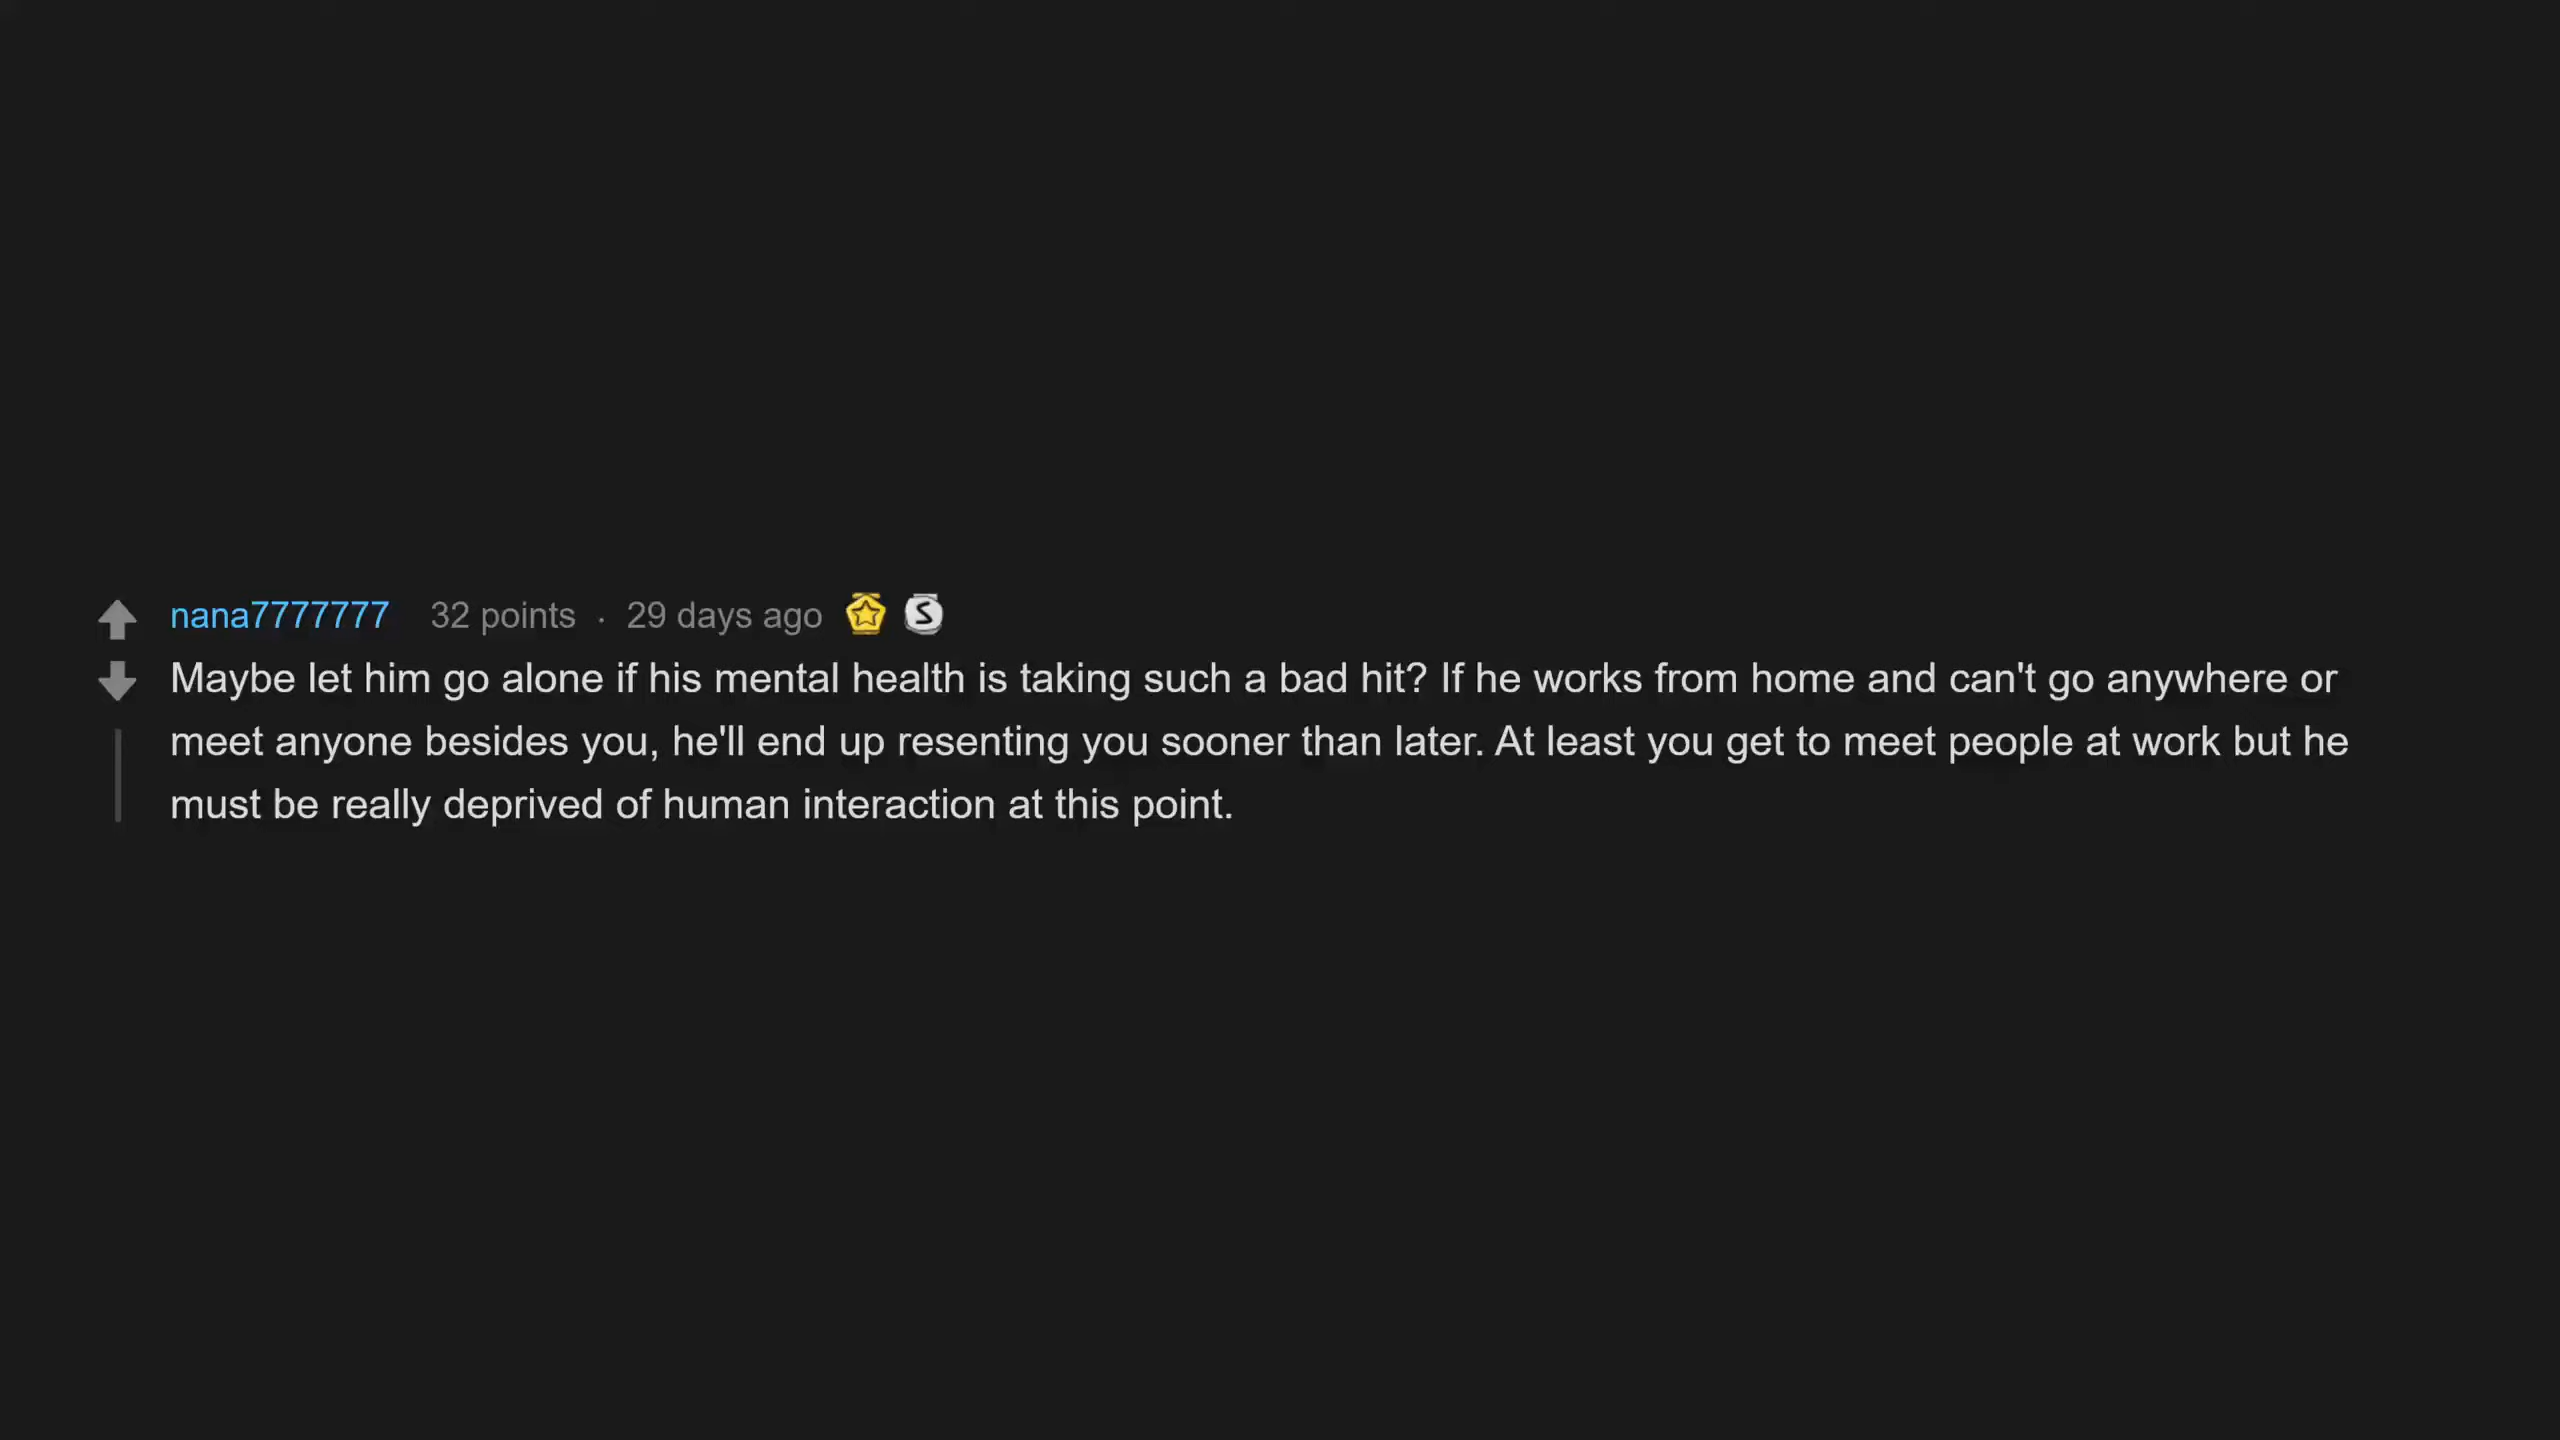 nana7777777 32 points · 29 days ago
Maybe let him go alone if his mental health is taking such a bad hit? If he works from home and can't go anywhere or
meet anyone besides you, he'll end up resenting you sooner than later. At least you get to meet people at work but he
must be really deprived of human interaction at this point.